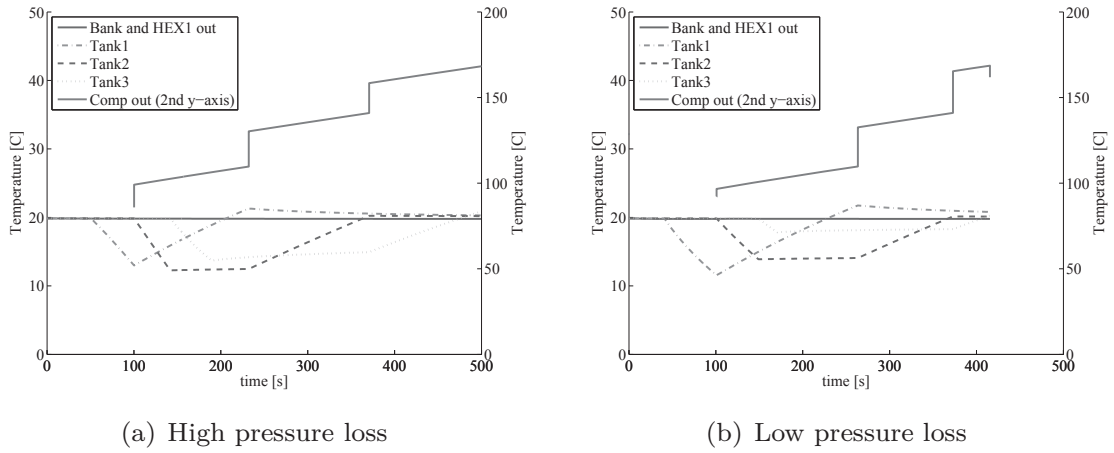 50
40
30
20
10
0
Temperature [C]
Bank and HEX1 out
Tank1
Tank2
Tank3
Comp out (2nd y−axis)
200
150
100
50
0
Temperature [C]
0 100 200 300 400 500
time [s]
(a) High pressure loss
50
40
30
20
10
0
Temperature [C]
Bank and HEX1 out
Tank1
Tank2
Tank3
Comp out (2nd y−axis)
200
150
100
50
0
Temperature [C]
0 100 200 300 400 500
time [s]
(b) Low pressure loss